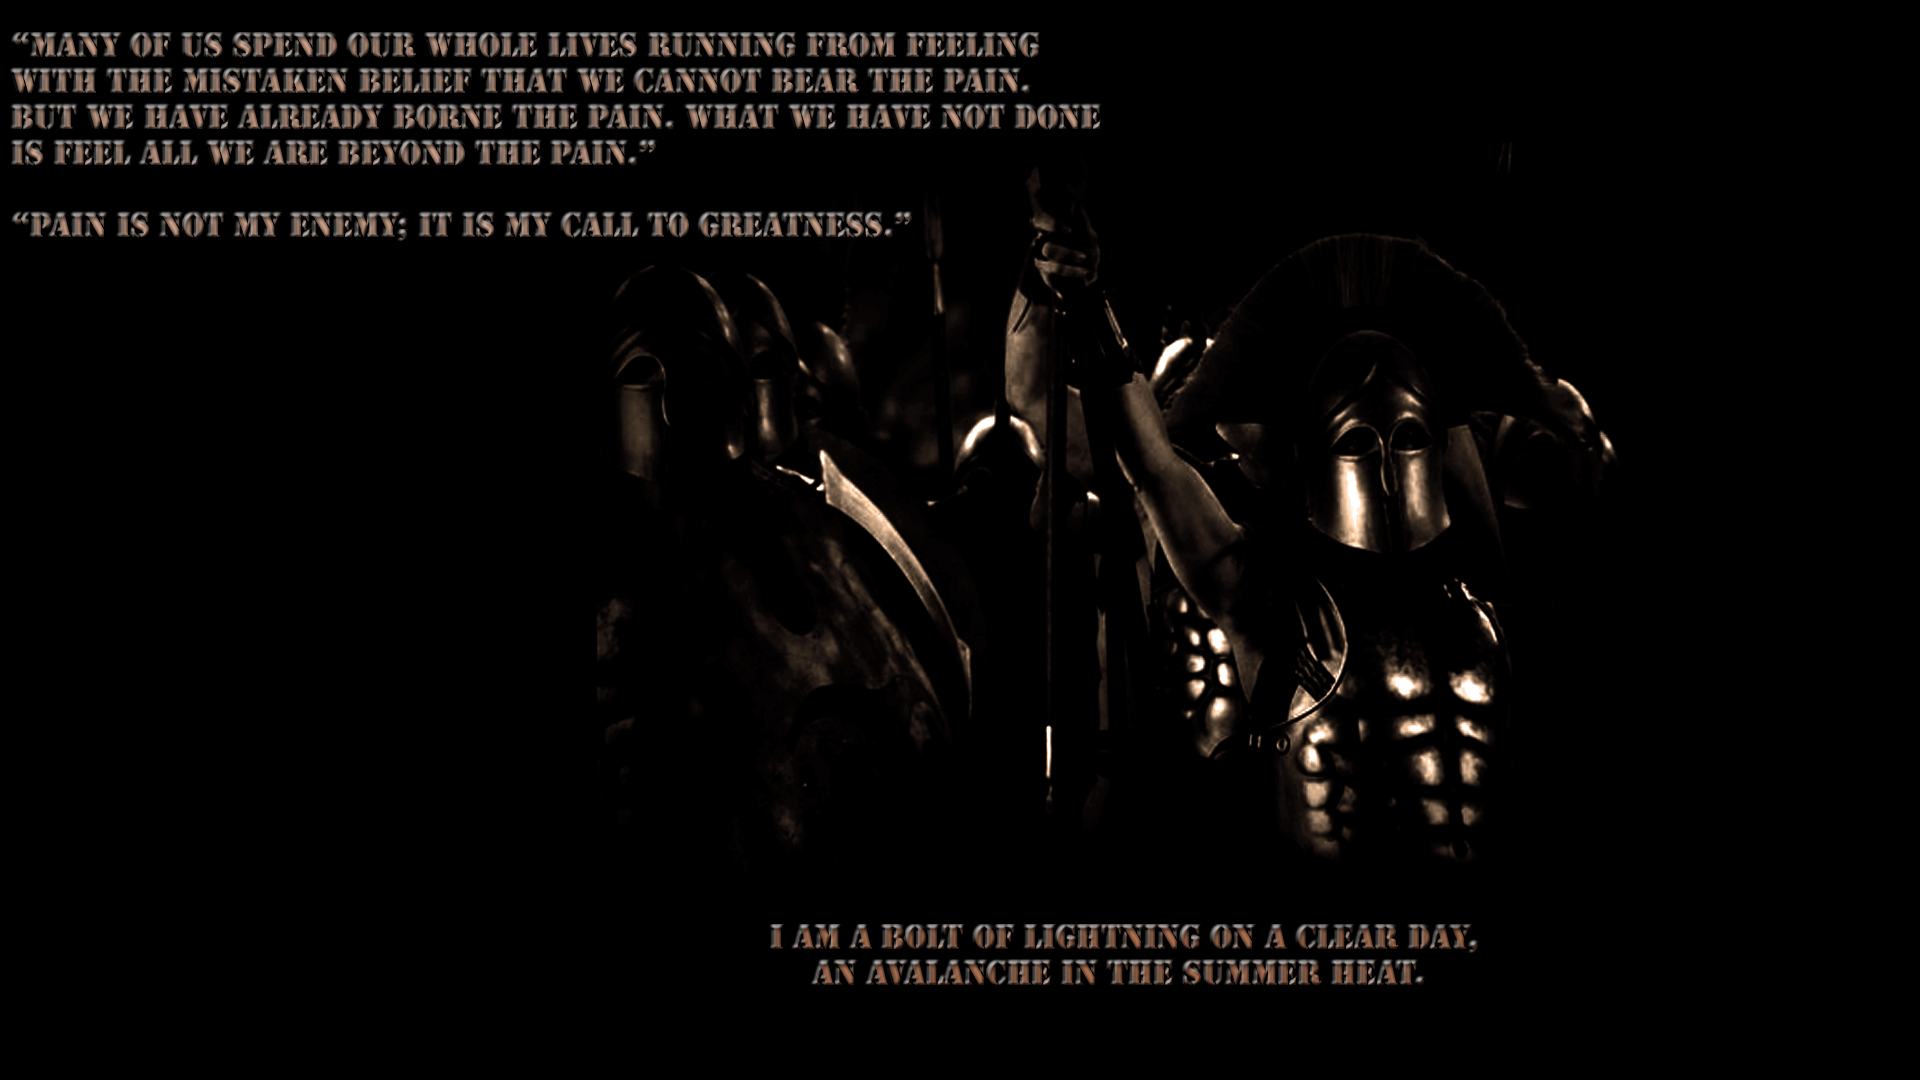 “MANY OF US SPEND OUR WHOLE LIVES RUNNING FROM FEELING
WITH THE MISTAKEN BELIEF THAT WE CANNOT BEAR THE PAIN.
BUT WE HAVE ALREADY BORNE THE PAIN. WHAT WE HAVE NOT DONE
IS FEEL ALL WE ARE BEYOND THE PAIN.”
“PAIN IS NOT MY ENEMY; IT IS MY CALL TO GREATNESS.”
I AM A BOLT OF LIGHTNING ON A CLEAR DAY,
AN AVALANCHE IN THE SUMMER HEAT.